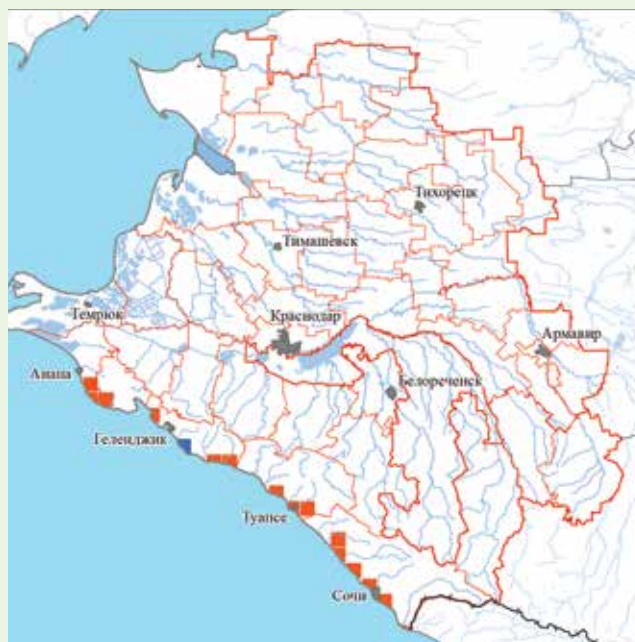 Тихорецк
Тимашевск
Темрюк
Краснодар
Армавир
Анапа
Белореченск
Геленджик
Туапсе
Сочи